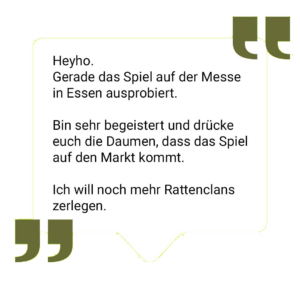 Heyho.
Gerade das Spiel auf der Messe
in Essen ausprobiert.
Bin sehr begeistert und drücke
euch die Daumen, dass das Spiel
auf den Markt kommt.
Ich will noch mehr Rattenclans
zerlegen.